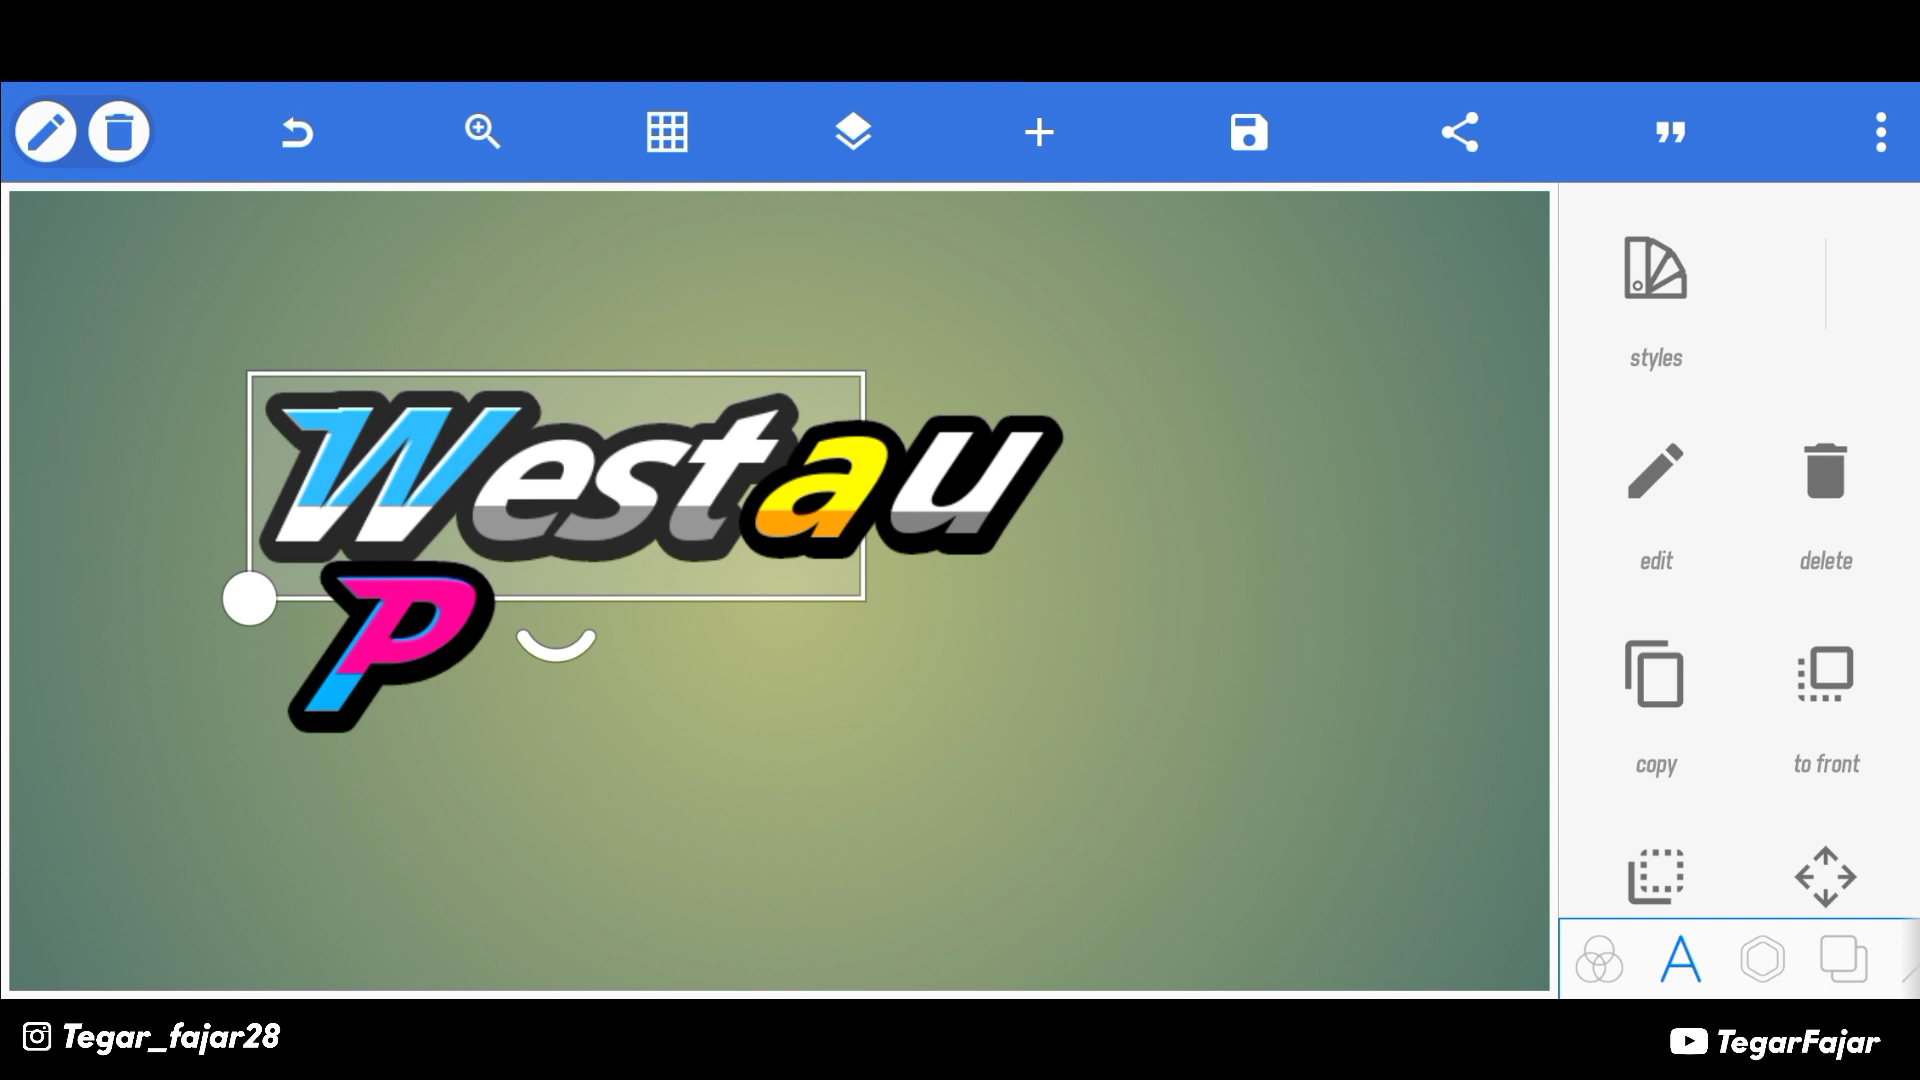 styles
Westau
edit
delete
P
copy
to front
Tegar_fajar28
TegarFajar